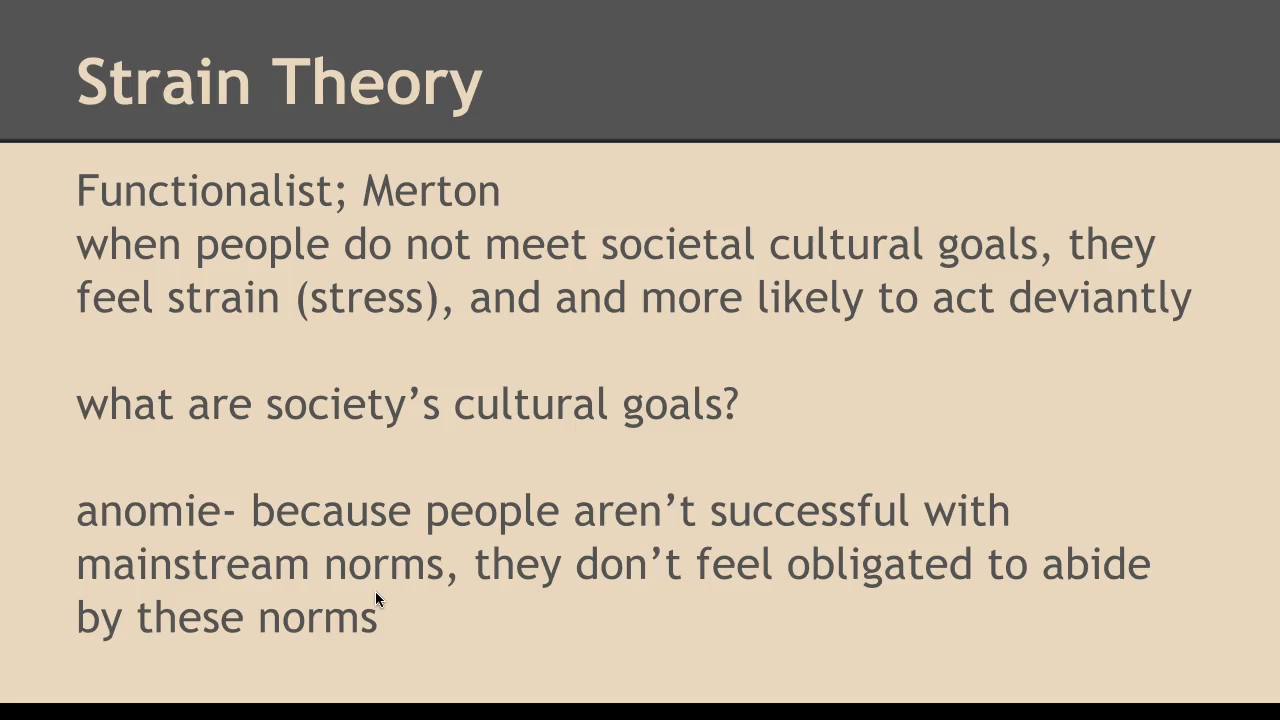 Strain Theory
Functionalist; Merton
when people do not meet societal cultural goals, they
feel strain (stress), and and more likely to act deviantly
what are society’s cultural goals?
anomie- because people aren’t successful with
mainstream norms, they don’t feel obligated to abide
by these norms